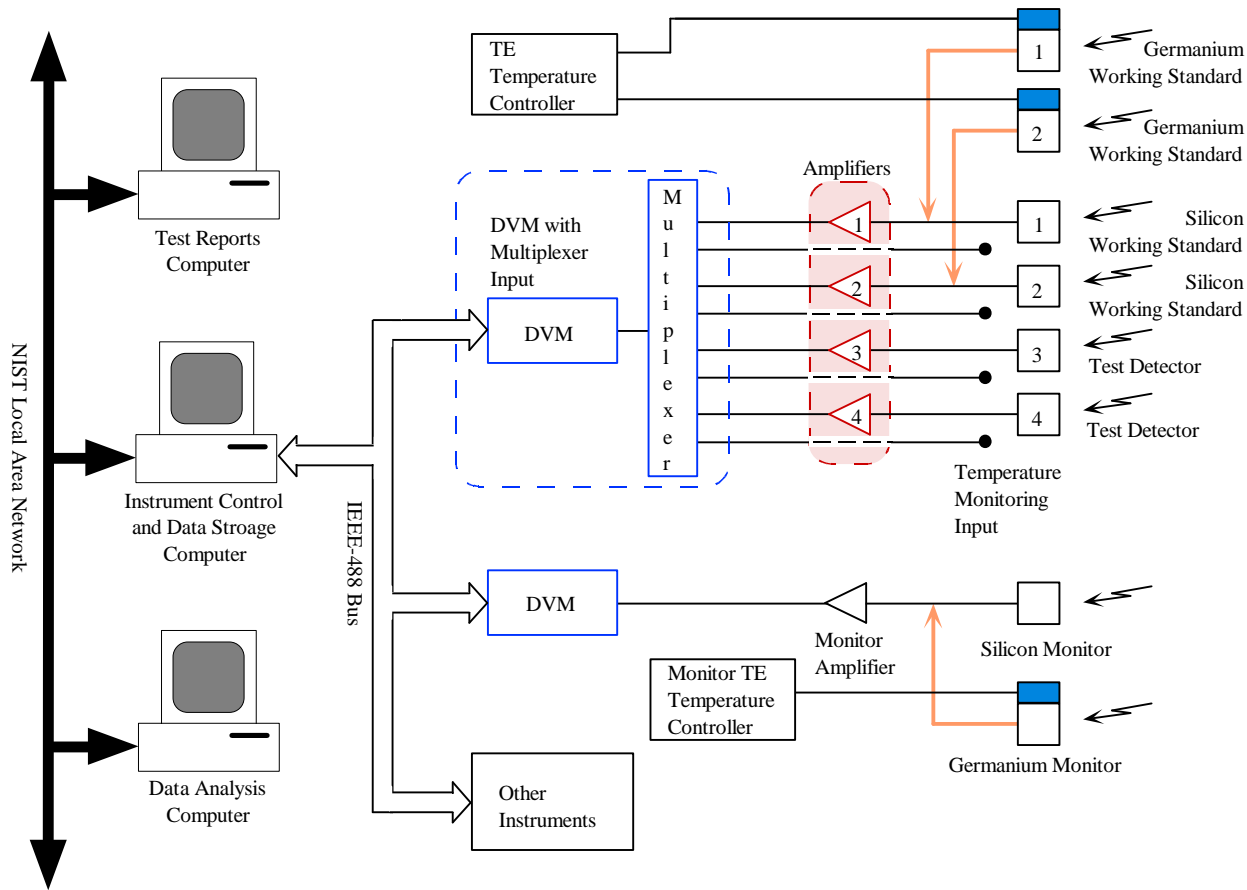 TE
Temperature
Controller
1
Germanium
Working Standard
2
Germanium
Working Standard
Test Reports
Computer
DVM with
Multiplexer
Input
DVM
Multiplexer
Amplifiers
1
2
3
4
1
Silicon
Working Standard
2
Silicon
Working Standard
3
Test Detector
4
Test Detector
Temperature
Monitoring
Input
NIST Local Area Network
Instrument Control
and Data Stroage
Computer
IEEE-488 Bus
DVM
Monitor
Amplifier
Silicon Monitor
Monitor TE
Temperature
Controller
Germanium Monitor
Data Analysis
Computer
Other
Instruments